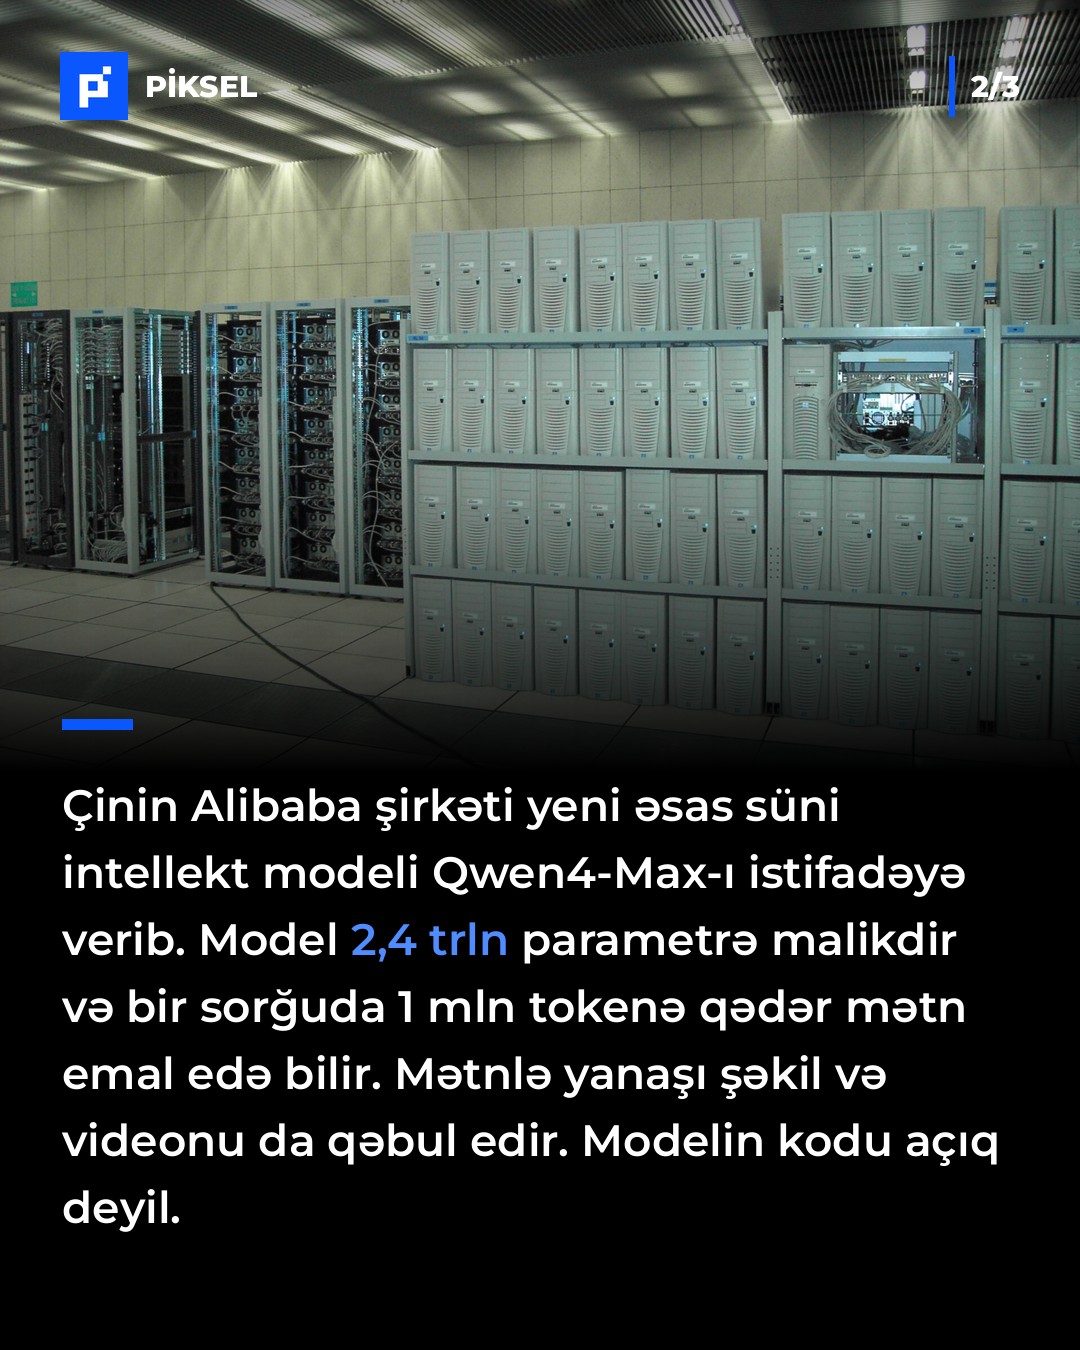 PİKSEL
2/3
Çinin Alibaba şirkəti yeni əsas süni
intellekt modeli Qwen4-Max-ı istifadəyə
verib. Model 2,4 trln parametrə malikdir
və bir sorğuda 1 mln tokenə qədər mətn
emal edə bilir. Mətnlə yanaşı şəkil və
videonu da qəbul edir. Modelin kodu açıq
deyil.